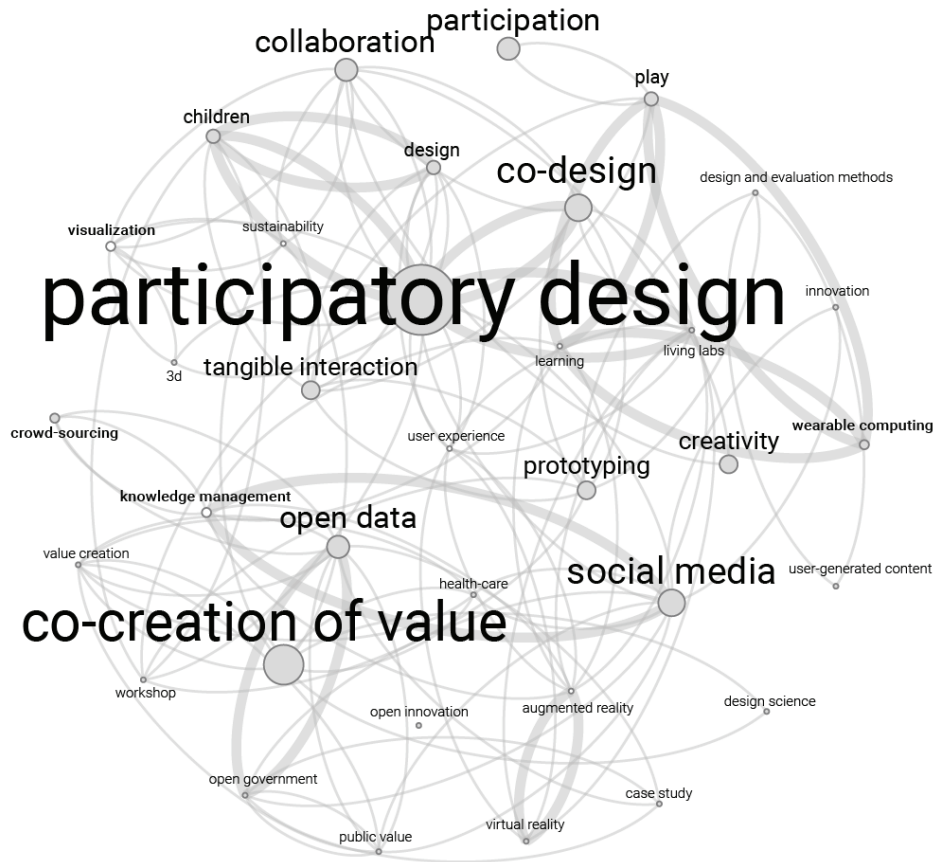 participation
collaboration
play
children
design
co-design
design and evaluation methods
visualization
sustainability
participatory design
innovation
living labs
learning
tangible interaction
3d
wearable computing
crowd-sourcing
user experience
creativity
prototyping
knowledge management
open data
value creation
social media
user-generated content
health-care
co-creation of value
workshop
design science
augmented reality
open innovation
open government
case study
virtual reality
public value